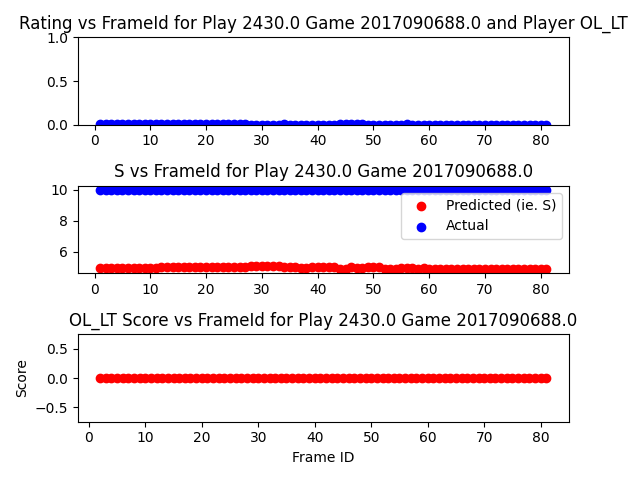 Rating vs FrameId for Play 2430.0 Game 2017090688.0 and Player OL_LT
1.0
0.5
0.0
0 10 20 30 40 50 60 70 80
S vs FrameId for Play 2430.0 Game 2017090688.0
10
8
6
Predicted (ie. S)
Actual
0 10 20 30 40 50 60 70 80
OL_LT Score vs FrameId for Play 2430.0 Game 2017090688.0
Score
0.5
0.0
−0.5
0 10 20 30 40 50 60 70 80
Frame ID